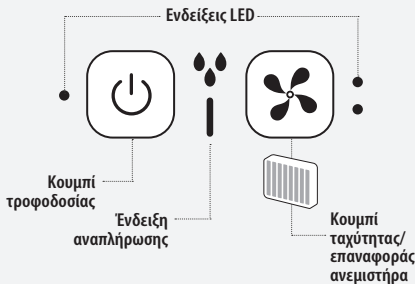 Ενδείξεις LED
Κουμπί
τροφοδοσίας
Ένδειξη
αναπλήρωσης
Κουμπί
ταχύτητας/
επαναφοράς
ανεμιστήρα